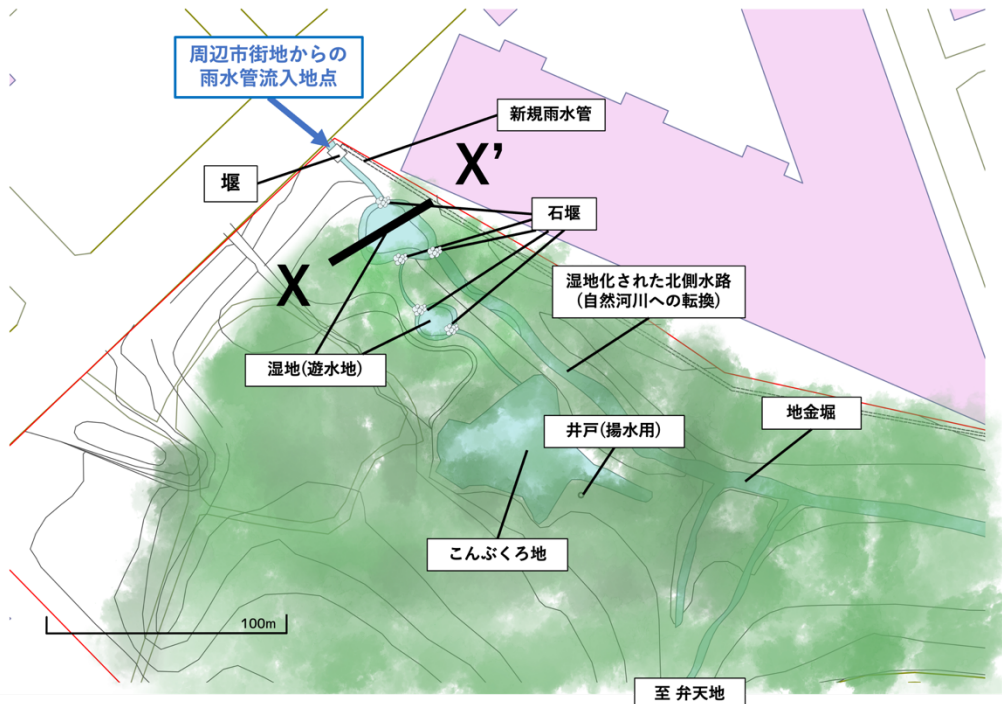 周辺市街地からの
雨水管流入地点
新規雨水管
堰
X'
石堰
X
湿地化された北側水路
(自然河川への転換)
湿地(遊水地)
地金堀
井戸(揚水用)
こんぶくろ地
100m
至 弁天地